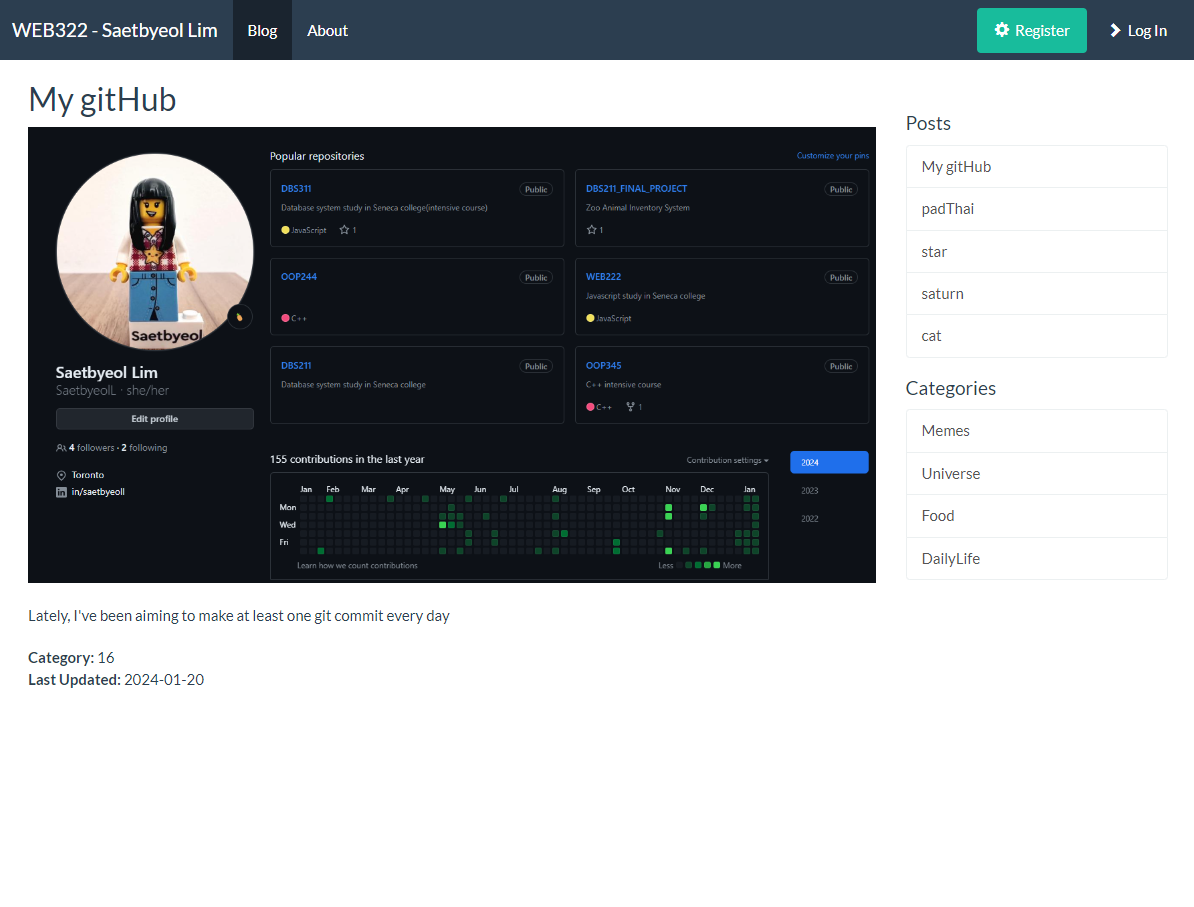 WEB322 - Saetbyeol Lim
Blog
About
Register
Log In
My gitHub
Saetbyeol
Saetbyeol Lim
SaetbyeolL · she/her
Edit profile
4 followers · 2 following
Toronto
in/saetbyeoll
Popular repositories
Customize your pins
DBS311
Public
Database system study in Seneca college(intensive course)
JavaScript
1
DBS211_FINAL_PROJECT
Public
Zoo Animal Inventory System
1
OOP244
Public
C++
WEB222
Public
Javascript study in Seneca college
JavaScript
DBS211
Public
Database system study in Seneca college
OOP345
Public
C++ intensive course
C++
1
155 contributions in the last year
Contribution settings
2024
2023
2022
Jan Feb Mar Apr May Jun Jul Aug Sep Oct Nov Dec Jan
Mon
Wed
Fri
Learn how we count contributions
Less
More
Lately, I've been aiming to make at least one git commit every day
Category: 16
Last Updated: 2024-01-20
Posts
My gitHub
padThai
star
saturn
cat
Categories
Memes
Universe
Food
DailyLife